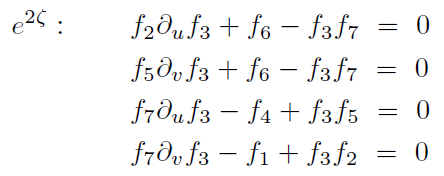 e^{2ζ} : f_2∂_u f_3 + f_6 − f_3 f_7 = 0
f_5∂_v f_3 + f_6 − f_3 f_7 = 0
f_7∂_u f_3 − f_4 + f_3 f_5 = 0
f_7∂_v f_3 − f_1 + f_3 f_2 = 0